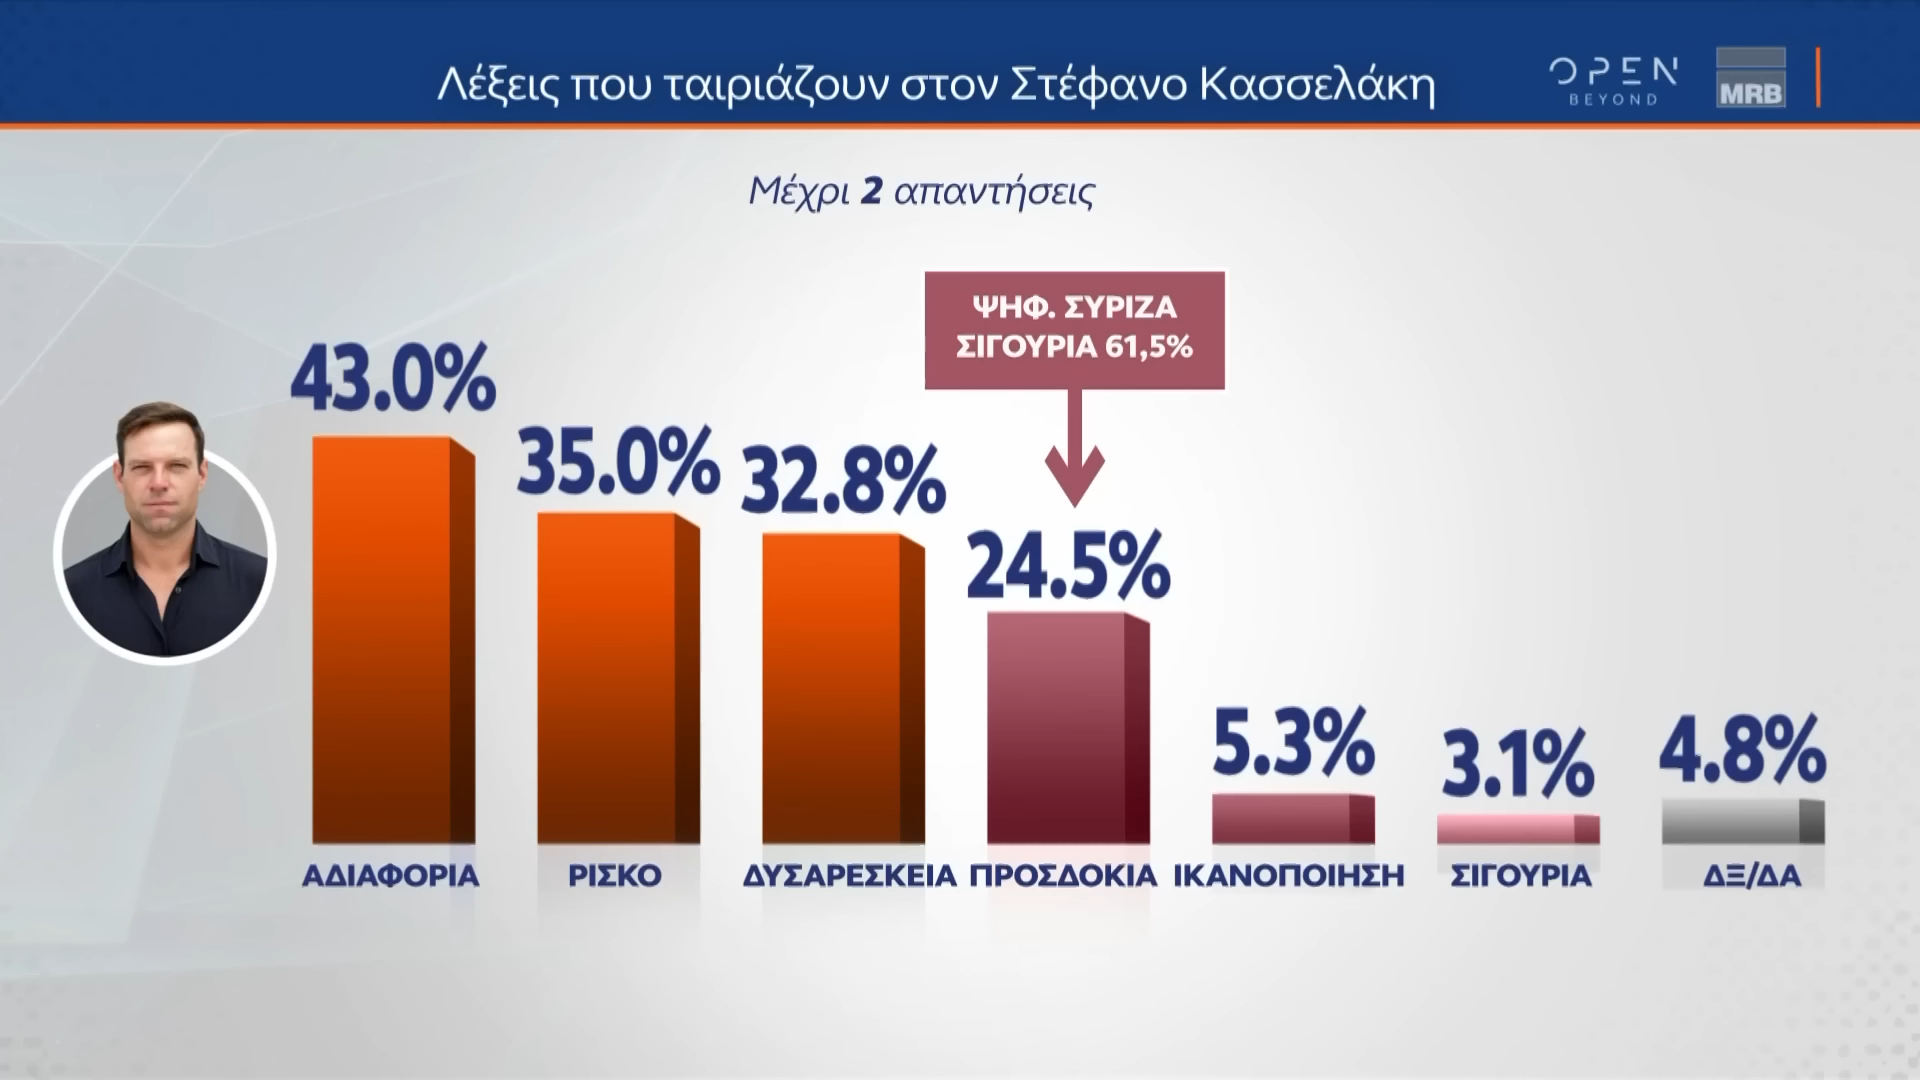 Λέξεις που ταιριάζουν στον Στέφανο Κασσελάκη
OPEN
BEYOND
MRB
Μέχρι 2 απαντήσεις
ΨΗΦ. ΣΥΡΙΖΑ
ΣΙΓΟΥΡΙΑ 61,5%
43.0%
35.0%
32.8%
24.5%
5.3%
3.1%
4.8%
ΑΔΙΑΦΟΡΙΑ
ΡΙΣΚΟ
ΔΥΣΑΡΕΣΚΕΙΑ
ΠΡΟΣΔΟΚΙΑ
ΙΚΑΝΟΠΟΙΗΣΗ
ΣΙΓΟΥΡΙΑ
ΔΞ/ΔΑ